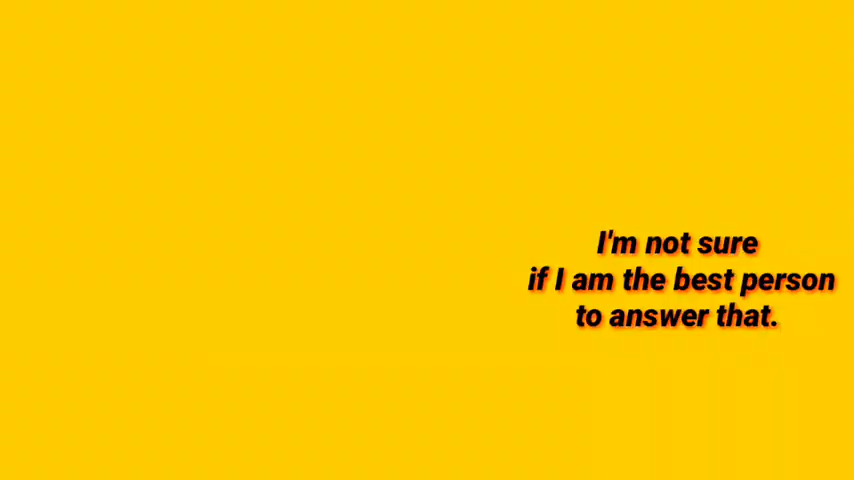 I'm not sure
if I am the best person
to answer that.